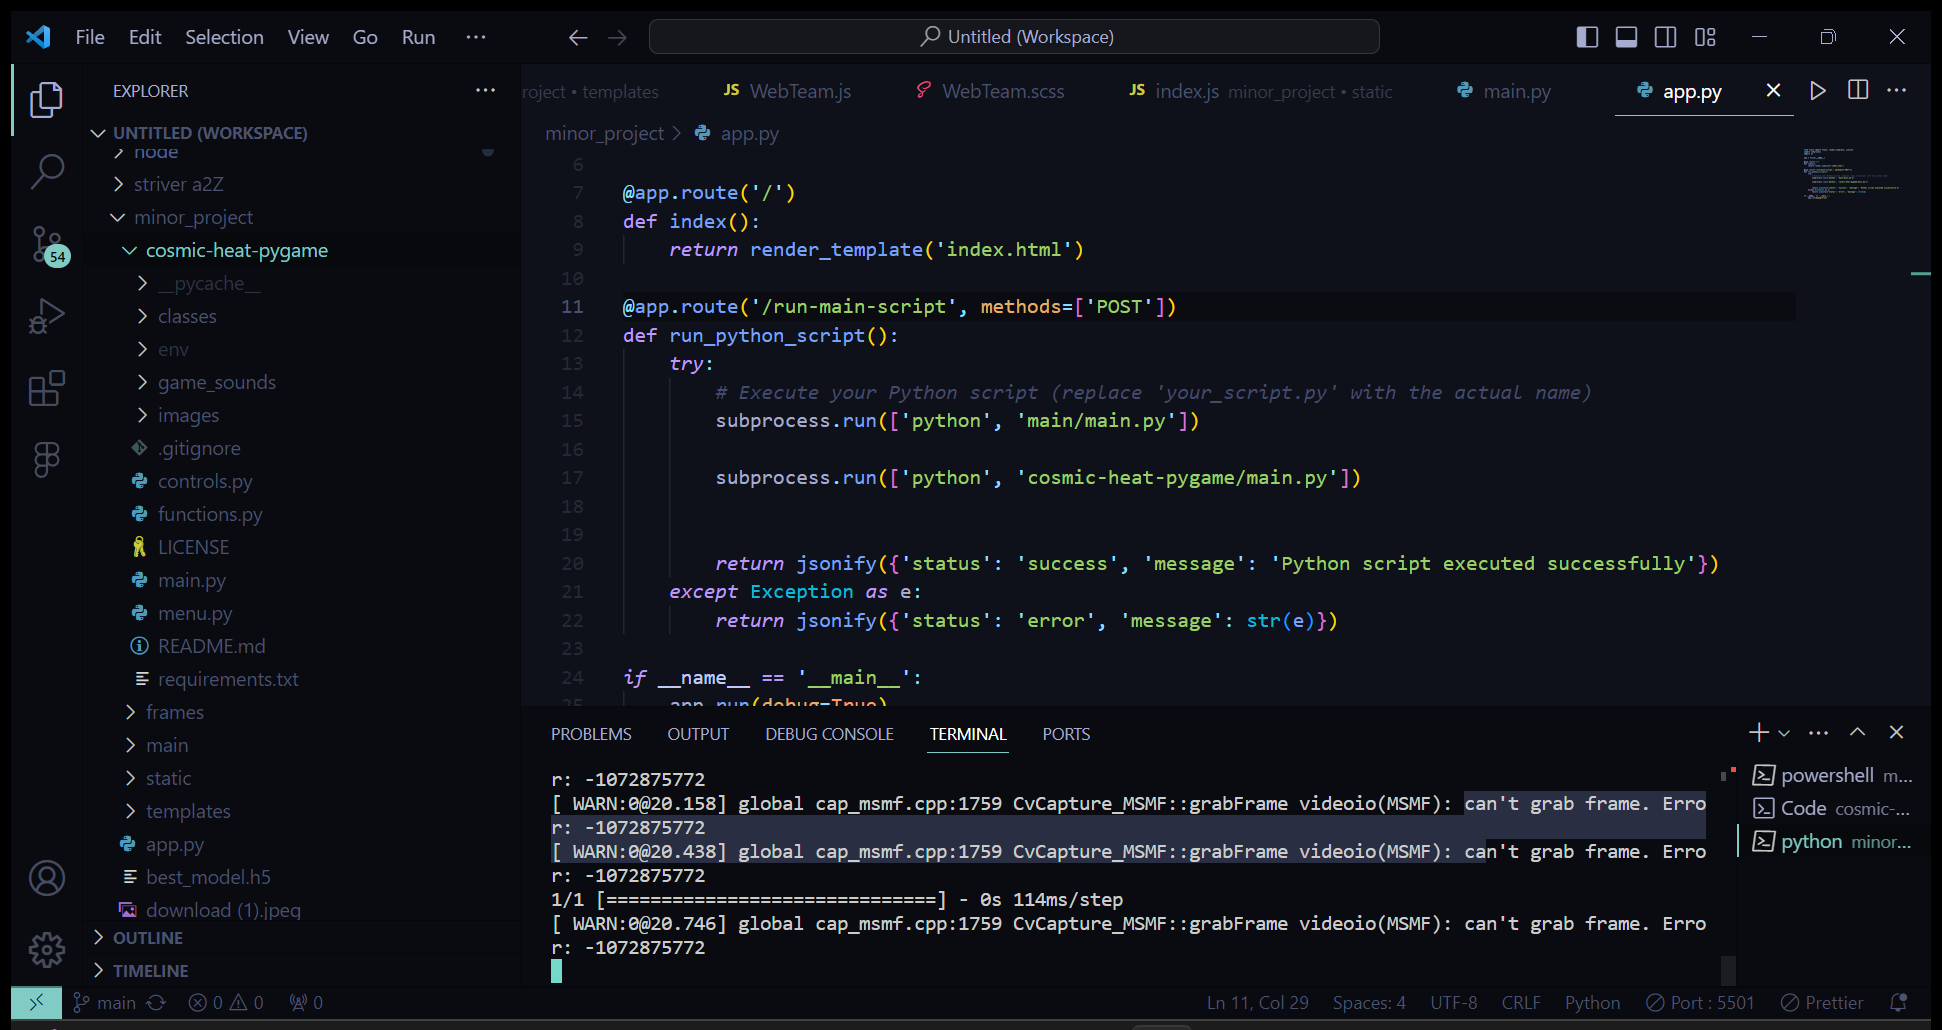 File Edit Selection View Go Run ···
Untitled (Workspace)
EXPLORER
UNTITLED (WORKSPACE)
node
striver a2Z
minor_project
cosmic-heat-pygame
__pycache__
classes
env
game_sounds
images
.gitignore
controls.py
functions.py
LICENSE
main.py
menu.py
README.md
requirements.txt
frames
main
static
templates
app.py
best_model.h5
download (1).jpeg
OUTLINE
TIMELINE
54
roject • templates
JS WebTeam.js
WebTeam.scss
JS index.js minor_project • static
main.py
app.py
minor_project > app.py
6
7 @app.route('/')
8 def index():
9 return render_template('index.html')
10
11 @app.route('/run-main-script', methods=['POST'])
12 def run_python_script():
13 try:
14 # Execute your Python script (replace 'your_script.py' with the actual name)
15 subprocess.run(['python', 'main/main.py'])
16
17 subprocess.run(['python', 'cosmic-heat-pygame/main.py'])
18
19
20 return jsonify({'status': 'success', 'message': 'Python script executed successfully'})
21 except Exception as e:
22 return jsonify({'status': 'error', 'message': str(e)})
23
24 if __name__ == '__main__':
25 app.run(debug=True)
PROBLEMS OUTPUT DEBUG CONSOLE TERMINAL PORTS
r: -1072875772
[ WARN:0@20.158] global cap_msmf.cpp:1759 CvCapture_MSMF::grabFrame videoio(MSMF): can't grab frame. Erro
r: -1072875772
[ WARN:0@20.438] global cap_msmf.cpp:1759 CvCapture_MSMF::grabFrame videoio(MSMF): can't grab frame. Erro
r: -1072875772
1/1 [==============================] - 0s 114ms/step
[ WARN:0@20.746] global cap_msmf.cpp:1759 CvCapture_MSMF::grabFrame videoio(MSMF): can't grab frame. Erro
r: -1072875772
powershell m...
Code cosmic-...
python minor...
main 0 0 0
Ln 11, Col 29 Spaces: 4 UTF-8 CRLF Python Port : 5501 Prettier